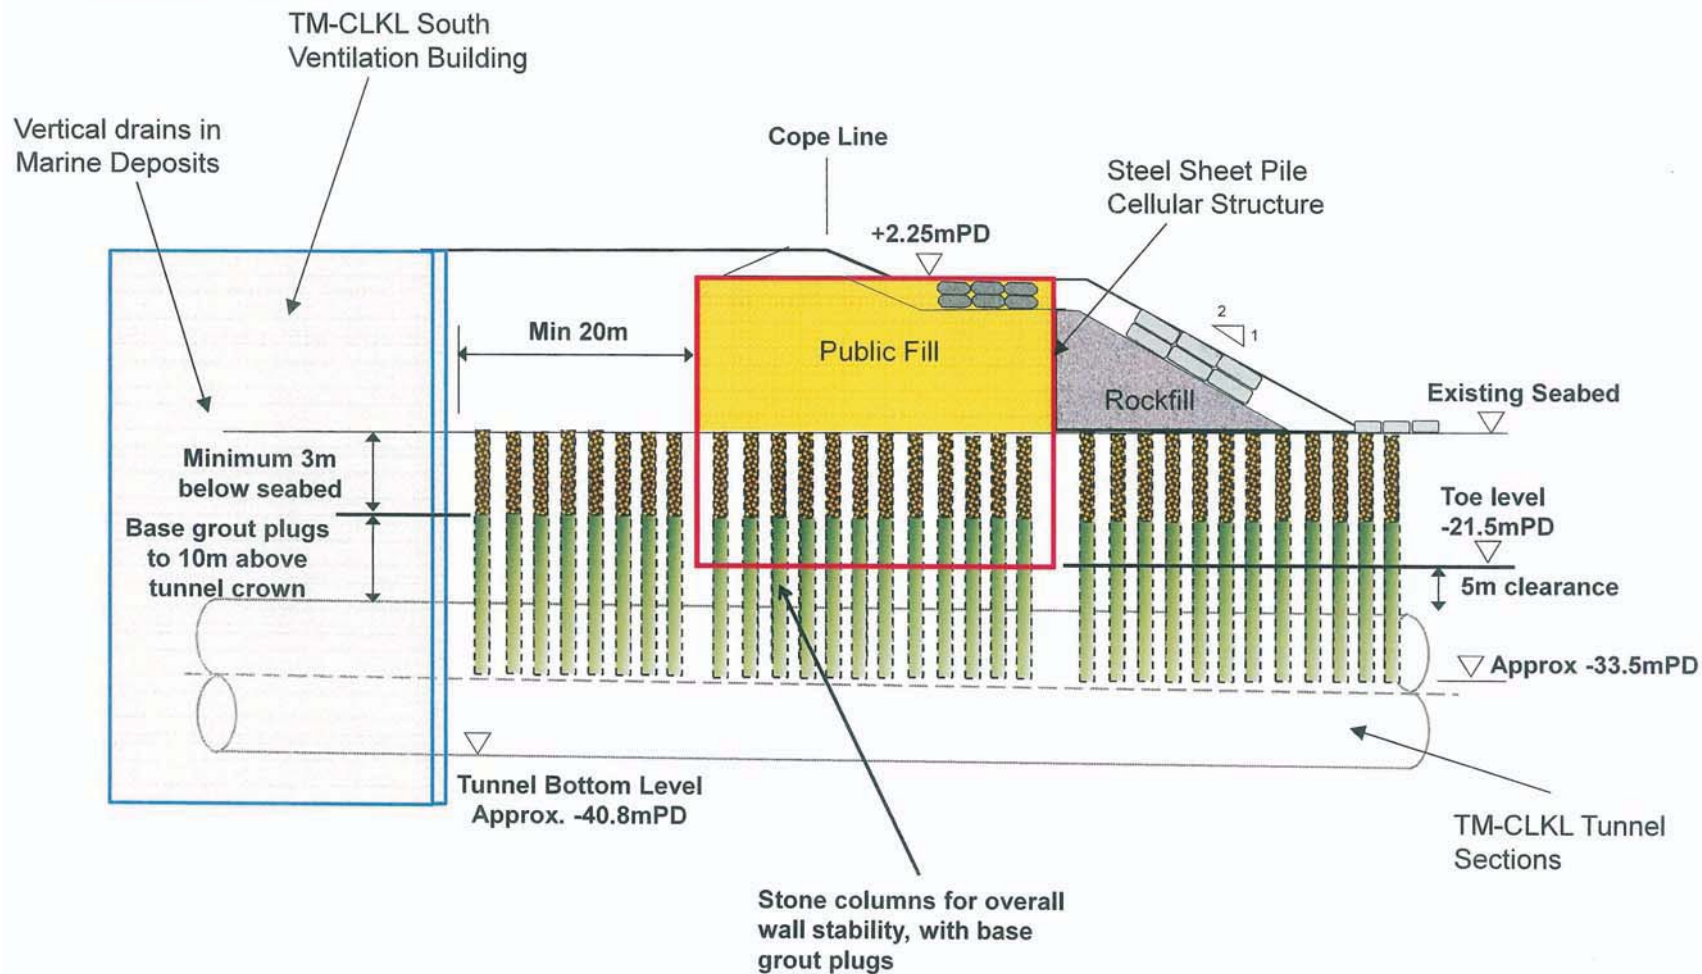 TM-CLKL South
Ventilation Building
Vertical drains in
Marine Deposits
Cope Line
Steel Sheet Pile
Cellular Structure
+2.25mPD
2
1
Min 20m
Public Fill
Rockfill
Existing Seabed
Minimum 3m
below seabed
Toe level
-21.5mPD
Base grout plugs
to 10m above
tunnel crown
5m clearance
Approx -33.5mPD
Tunnel Bottom Level
Approx. -40.8mPD
TM-CLKL Tunnel
Sections
Stone columns for overall
wall stability, with base
grout plugs